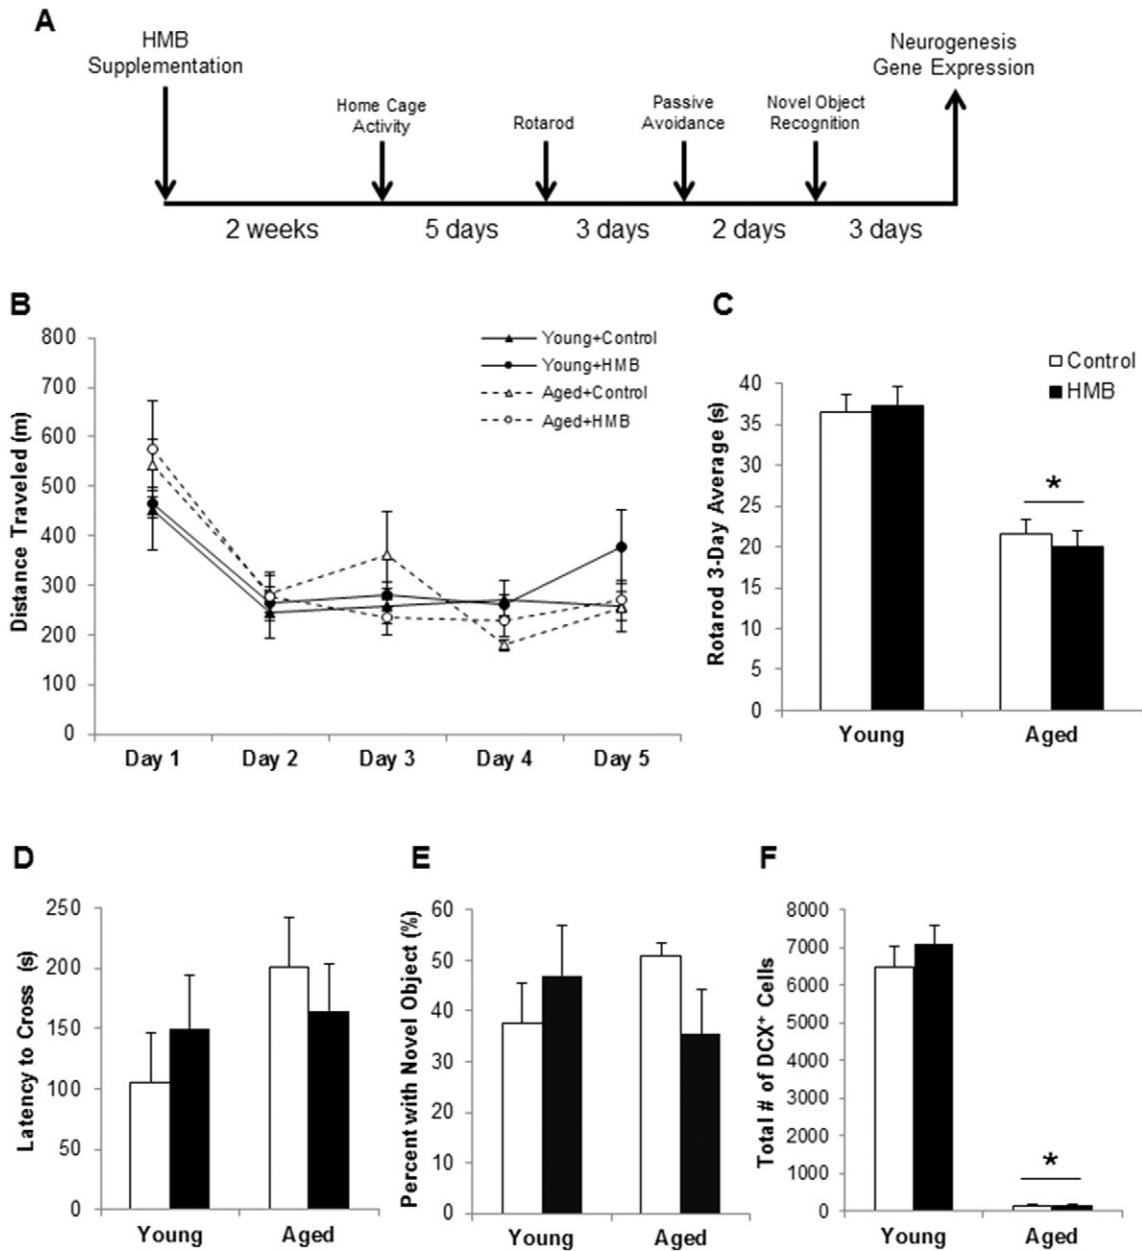 A
HMB
Supplementation
Home Cage
Activity
Rotarod
Passive
Avoidance
Novel Object
Recognition
Neurogenesis
Gene Expression
2 weeks
5 days
3 days
2 days
3 days
B
Distance Traveled (m)
800
700
600
500
400
300
200
100
0
Young+Control
Young+HMB
Aged+Control
Aged+HMB
Day 1
Day 2
Day 3
Day 4
Day 5
C
Control
HMB
Rotarod 3-Day Average (s)
40
35
30
25
20
15
10
5
0
*
Young
Aged
D
Latency to Cross (s)
250
200
150
100
50
0
Young
Aged
E
Percent with Novel Object (%)
60
50
40
30
20
10
0
Young
Aged
F
Total # of DCX⁺ Cells
8000
7000
6000
5000
4000
3000
2000
1000
0
*
Young
Aged